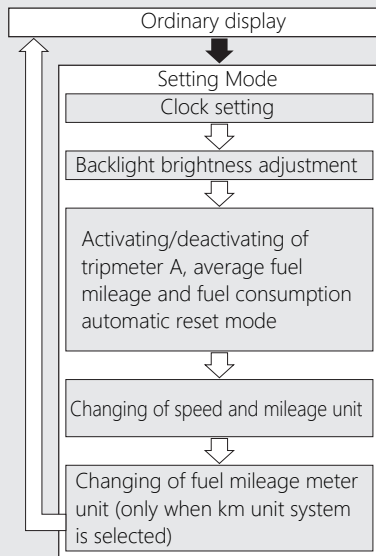 Ordinary display
Setting Mode
Clock setting
Backlight brightness adjustment
Activating/deactivating of
tripmeter A, average fuel
mileage and fuel consumption
automatic reset mode
Changing of speed and mileage unit
Changing of fuel mileage meter
unit (only when km unit system
is selected)